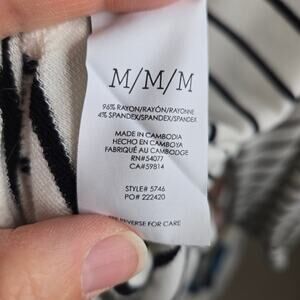 M/M/M
96% RAYON/RAYÓN/RAYONNE
4% SPANDEX/SPANDEX/SPANDEX
MADE IN CAMBODIA
HECHO EN CAMBOYA
FABRIQUÉ AU CAMBODGE
RN#54077
CA#59814
STYLE# 5746
PO# 222420
REVERSE FOR CARE